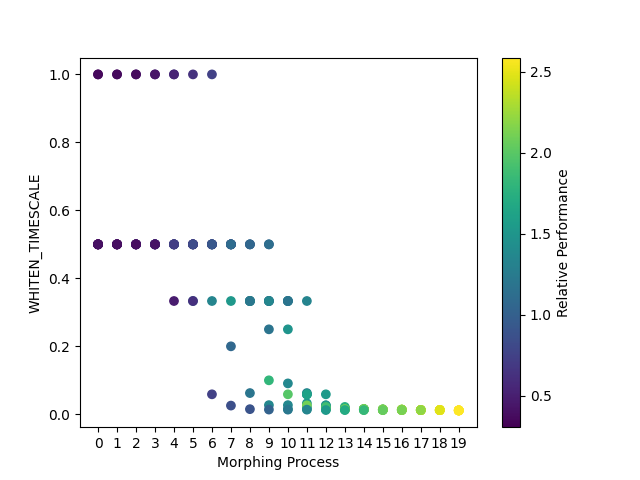 1.0
0.8
0.6
0.4
0.2
0.0
WHITEN_TIMESCALE
0 1 2 3 4 5 6 7 8 9 10 11 12 13 14 15 16 17 18 19
Morphing Process
2.5
2.0
1.5
1.0
0.5
Relative Performance